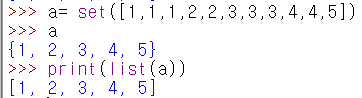 >>> a= set([1,1,1,2,2,3,3,3,4,4,5])
>>> a
{1, 2, 3, 4, 5}
>>> print(list(a))
[1, 2, 3, 4, 5]